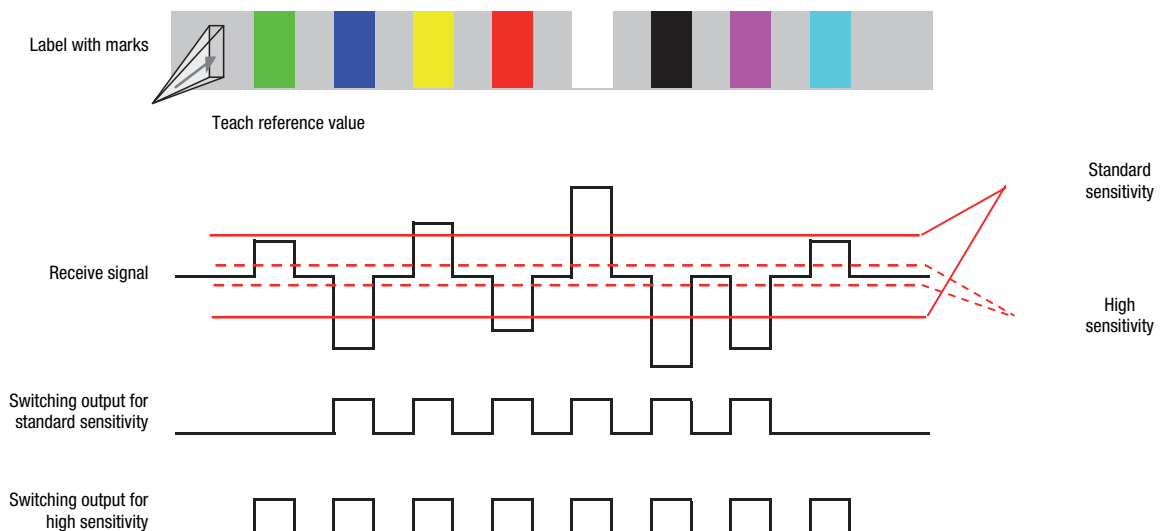 Label with marks
Teach reference value
Standard
sensitivity
Receive signal
High
sensitivity
Switching output for
standard sensitivity
Switching output for
high sensitivity